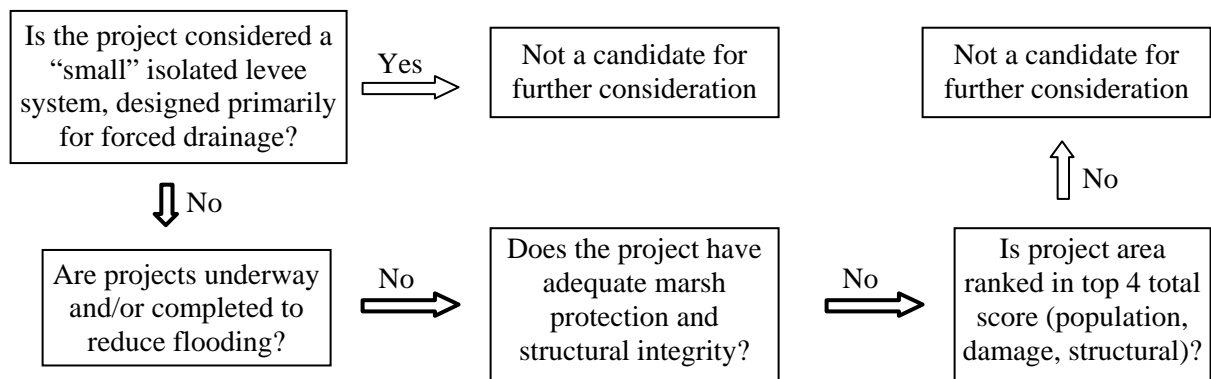 Is the project considered a
“small” isolated levee
system, designed primarily
for forced drainage?
Yes
Not a candidate for
further consideration
Not a candidate for
further consideration
No
No
Are projects underway
and/or completed to
reduce flooding?
No
Does the project have
adequate marsh
protection and
structural integrity?
No
Is project area
ranked in top 4 total
score (population,
damage, structural)?